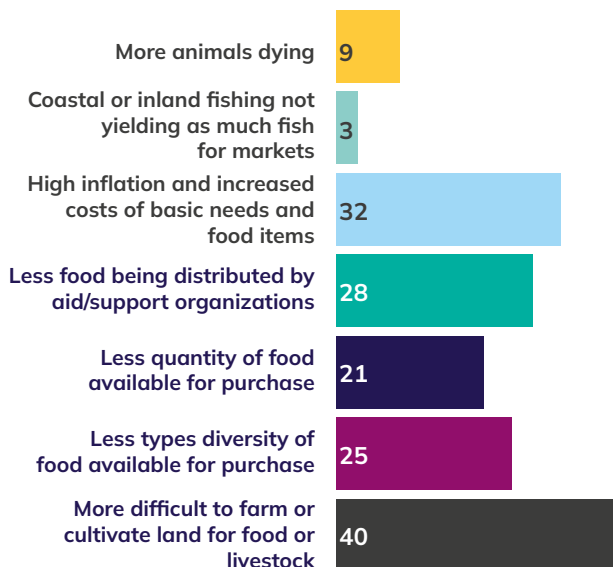 More animals dying
9
Coastal or inland fishing not
yielding as much fish
for markets
3
High inflation and increased
costs of basic needs and
food items
32
Less food being distributed by
aid/support organizations
28
Less quantity of food
available for purchase
21
Less types diversity of
food available for purchase
25
More difficult to farm or
cultivate land for food or
livestock
40